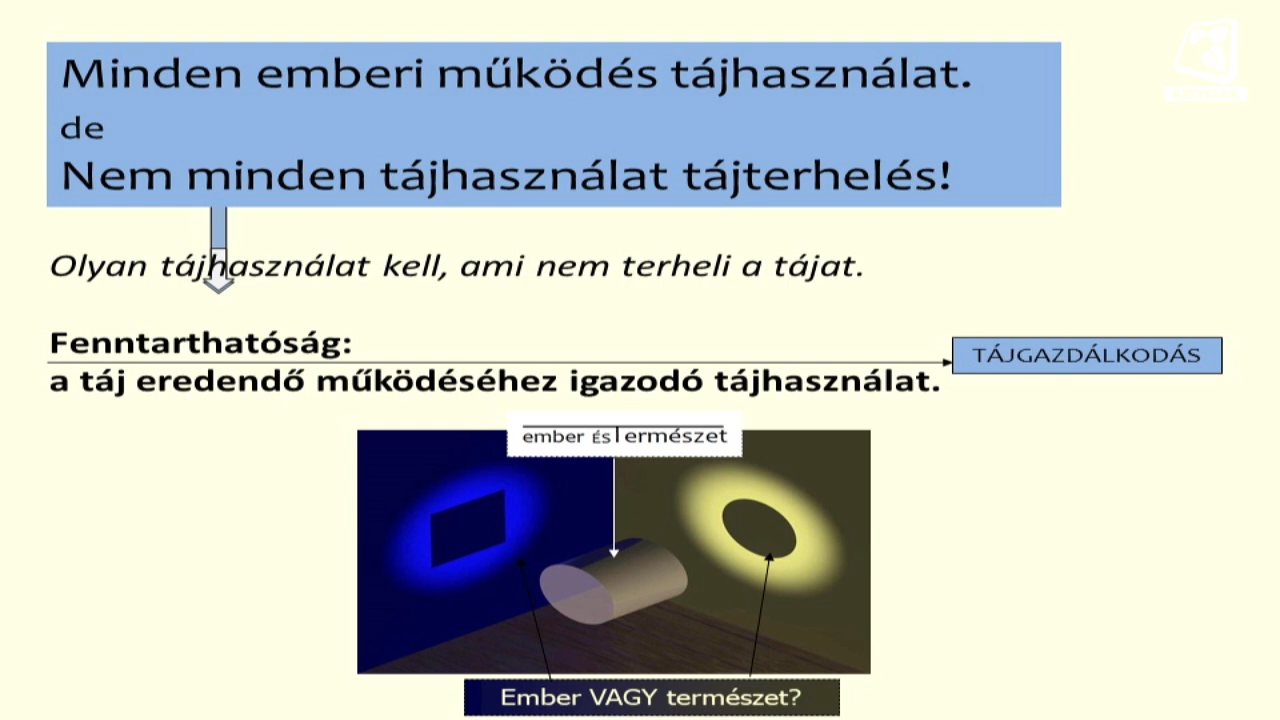 Minden emberi működés tájhasználat.
de
Nem minden tájhasználat tájterhelés!
Olyan tájhasználat kell, ami nem terheli a tájat.
Fenntarthatóság:
a táj eredendő működéséhez igazodó tájhasználat.
TÁJGAZDÁLKODÁS
ember ÉS Természet
Ember VAGY természet?